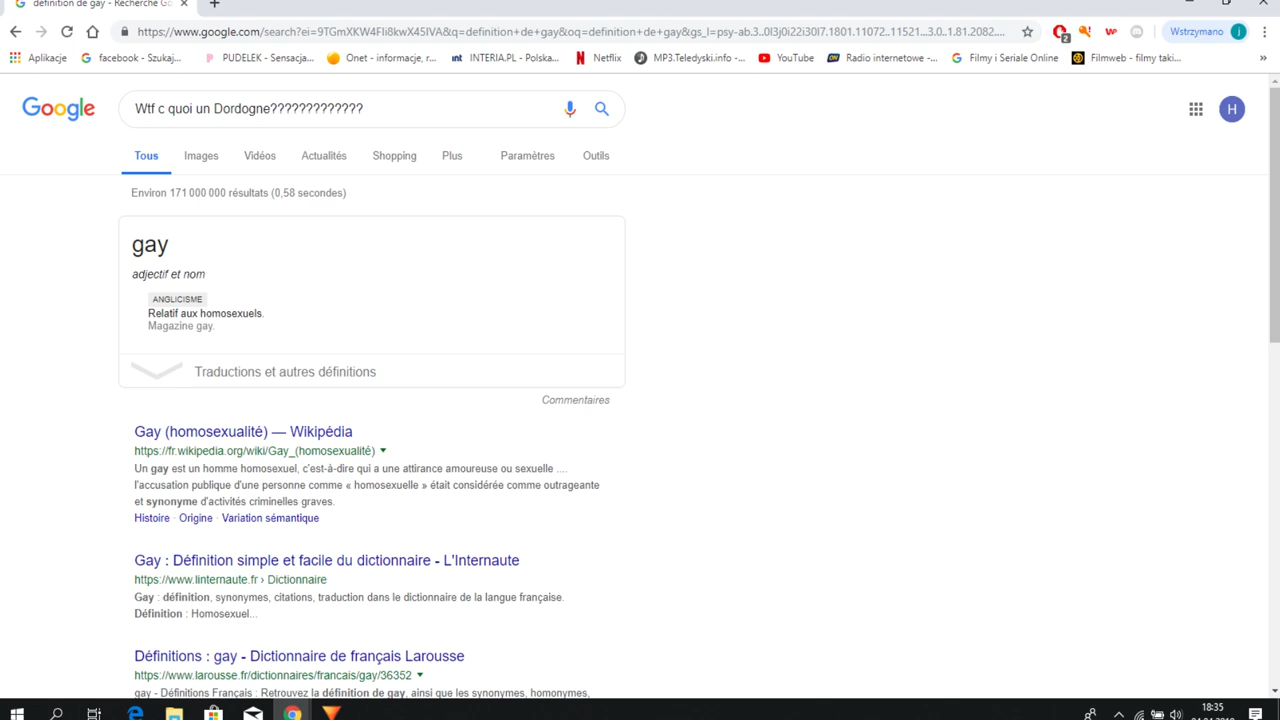 definition de gay - Recherche Go
https://www.google.com/search?ei=9TGmXKW4FIi8kwX45IVA&q=definition+de+gay&oq=definition+de+gay&gs_l=psy-ab.3..0l3j0i22i30l7.1801.11072..11521...3.0..1.81.2082....
Wstrzymano
Aplikacje facebook - Szukaj... PUDELEK - Sensacja... Onet - informacje, r... int INTERIA.PL - Polska... Netflix MP3.Teledyski.info -... YouTube Radio internetowe -... Filmy i Seriale Online Filmweb - filmy taki... »
Google Wtf c quoi un Dordogne????????????? H
Tous Images Vidéos Actualités Shopping Plus Paramètres Outils
Environ 171 000 000 résultats (0,58 secondes)
gay
adjectif et nom
ANGLICISME
Relatif aux homosexuels.
Magazine gay.
Traductions et autres définitions
Commentaires
Gay (homosexualité) — Wikipédia
https://fr.wikipedia.org/wiki/Gay_(homosexualité)
Un gay est un homme homosexuel, c'est-à-dire qui a une attirance amoureuse ou sexuelle ....
l'accusation publique d'une personne comme « homosexuelle » était considérée comme outrageante
et synonyme d'activités criminelles graves.
Histoire · Origine · Variation sémantique
Gay : Définition simple et facile du dictionnaire - L'Internaute
https://www.linternaute.fr › Dictionnaire
Gay : définition, synonymes, citations, traduction dans le dictionnaire de la langue française.
Définition : Homosexuel...
Définitions : gay - Dictionnaire de français Larousse
https://www.larousse.fr/dictionnaires/francais/gay/36352
gay - Définitions Français : Retrouvez la définition de gay, ainsi que les synonymes, homonymes,
18:35